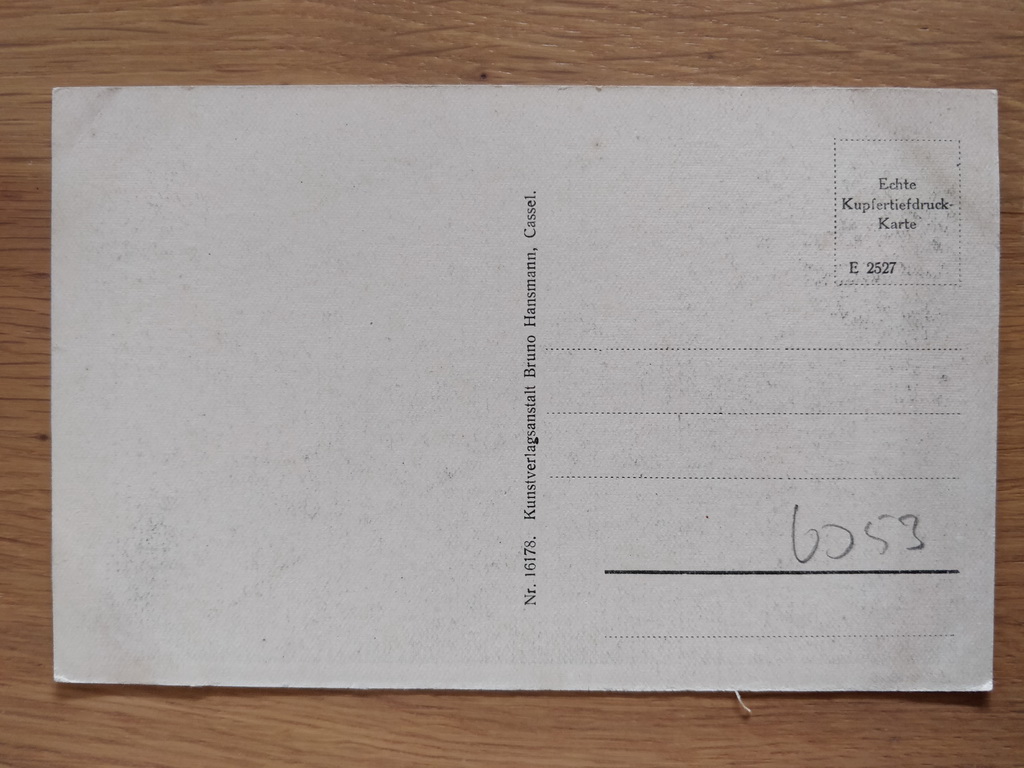 Nr. 16178. Kunstverlagsanstalt Bruno Hansmann, Cassel.
Echte
Kupfertiefdruck-
Karte
E 2527
6053